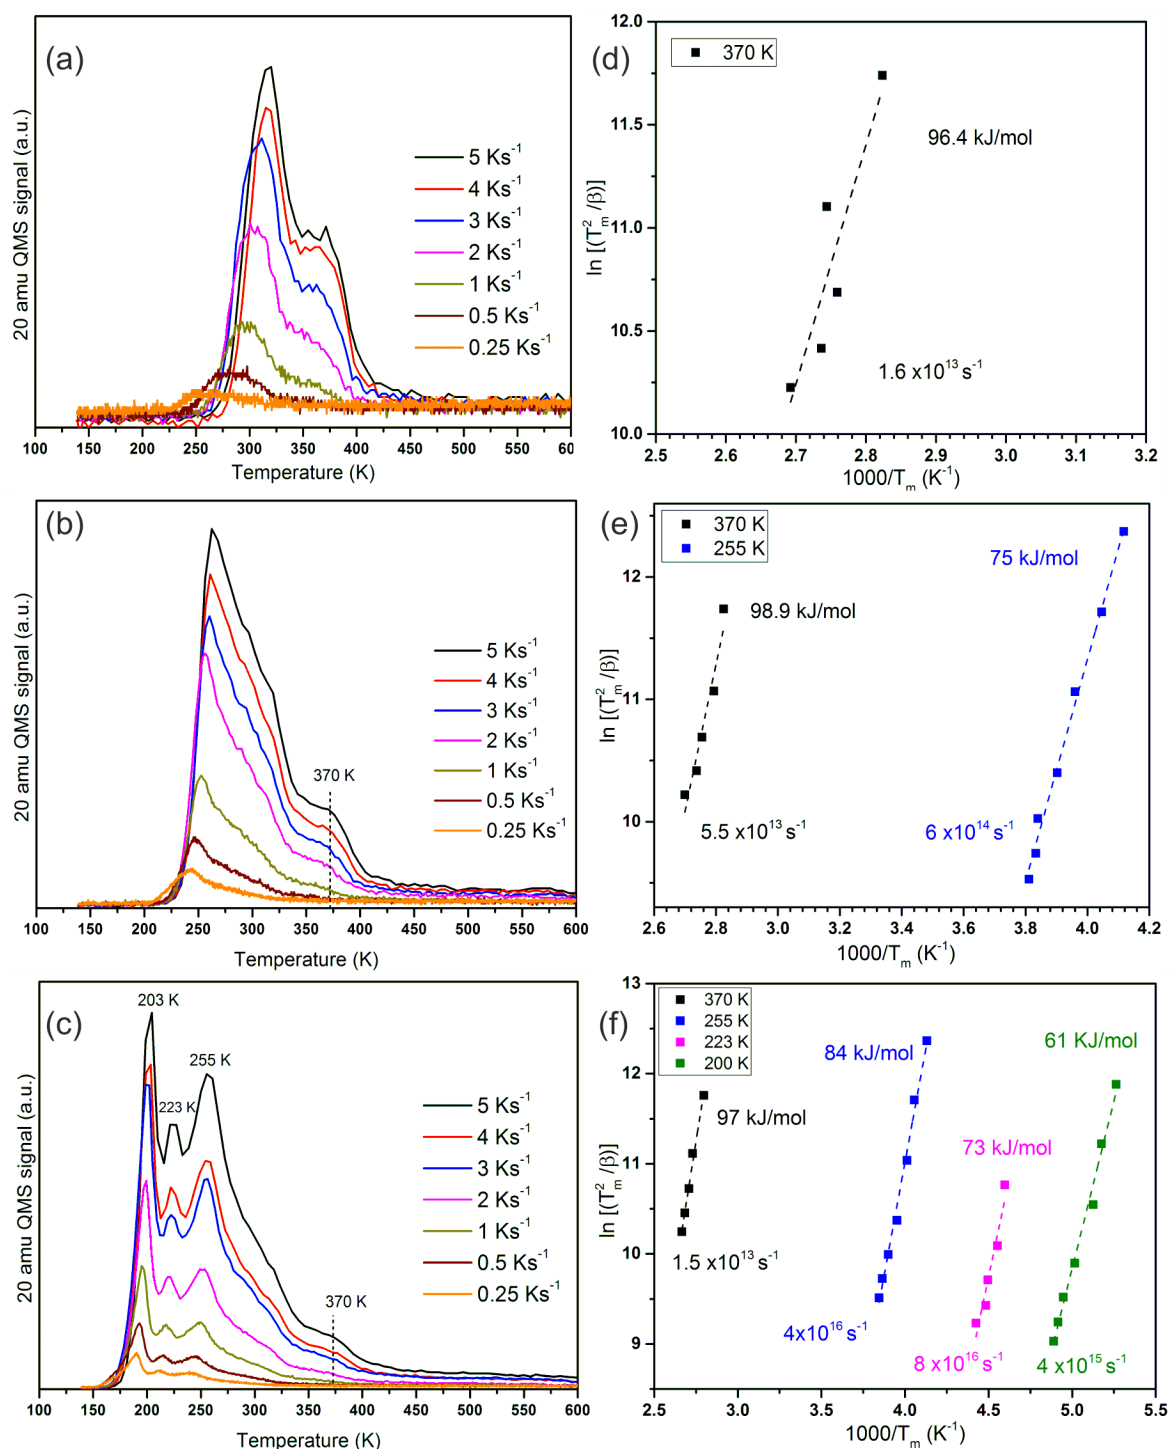 (a)
20 amu QMS signal (a.u.)
5 Ks⁻¹
4 Ks⁻¹
3 Ks⁻¹
2 Ks⁻¹
1 Ks⁻¹
0.5 Ks⁻¹
0.25 Ks⁻¹
100 150 200 250 300 350 400 450 500 550 60
Temperature (K)
(d)
370 K
96.4 kJ/mol
1.6 x10¹³ s⁻¹
ln [(T²ₘ/β)]
12.0
11.5
11.0
10.5
10.0
2.5 2.6 2.7 2.8 2.9 3.0 3.1 3.2
1000/Tₘ (K⁻¹)
(b)
20 amu QMS signal (a.u.)
5 Ks⁻¹
4 Ks⁻¹
3 Ks⁻¹
2 Ks⁻¹
1 Ks⁻¹
0.5 Ks⁻¹
0.25 Ks⁻¹
370 K
100 150 200 250 300 350 400 450 500 550 600
Temperature (K)
(e)
370 K
255 K
75 kJ/mol
98.9 kJ/mol
5.5 x10¹³ s⁻¹
6 x10¹⁴ s⁻¹
ln [(T²ₘ/β)]
12
11
10
2.6 2.8 3.0 3.2 3.4 3.6 3.8 4.0 4.2
1000/Tₘ (K⁻¹)
(c)
20 amu QMS signal (a.u.)
203 K
223 K
255 K
370 K
5 Ks⁻¹
4 Ks⁻¹
3 Ks⁻¹
2 Ks⁻¹
1 Ks⁻¹
0.5 Ks⁻¹
0.25 Ks⁻¹
100 150 200 250 300 350 400 450 500 550 600
Temperature (K)
(f)
370 K
255 K
223 K
200 K
84 kJ/mol
61 KJ/mol
97 kJ/mol
73 kJ/mol
1.5 x10¹³ s⁻¹
4x10¹⁶ s⁻¹
8 x10¹⁶ s⁻¹
4 x10¹⁵ s⁻¹
ln [(T²ₘ/β)]
13
12
11
10
9
2.5 3.0 3.5 4.0 4.5 5.0 5.5
1000/Tₘ (K⁻¹)